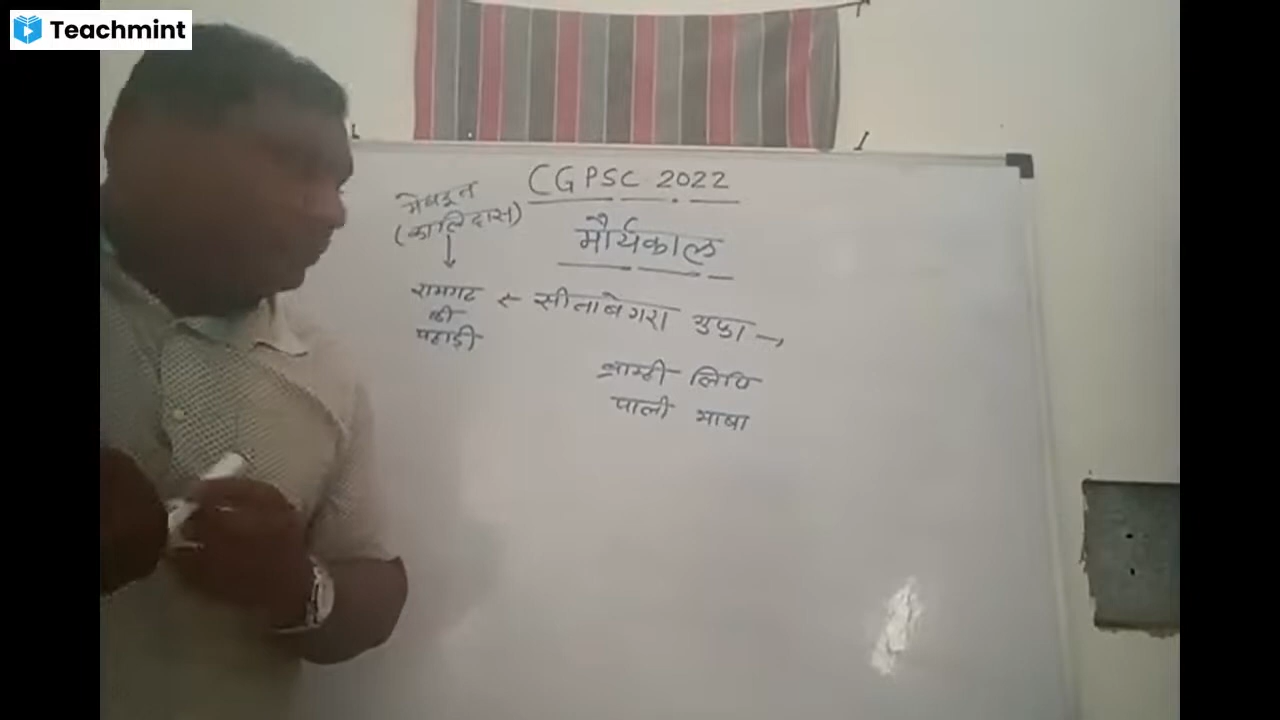 Teachmint
CGPSC 2022
मेघदूत
(कालिदास)
↓
मौर्यकाल
रामगढ ← सीताबेंगरा गुफा →
की
पहाड़ी
ब्राम्ही लिपि
पाली भाषा